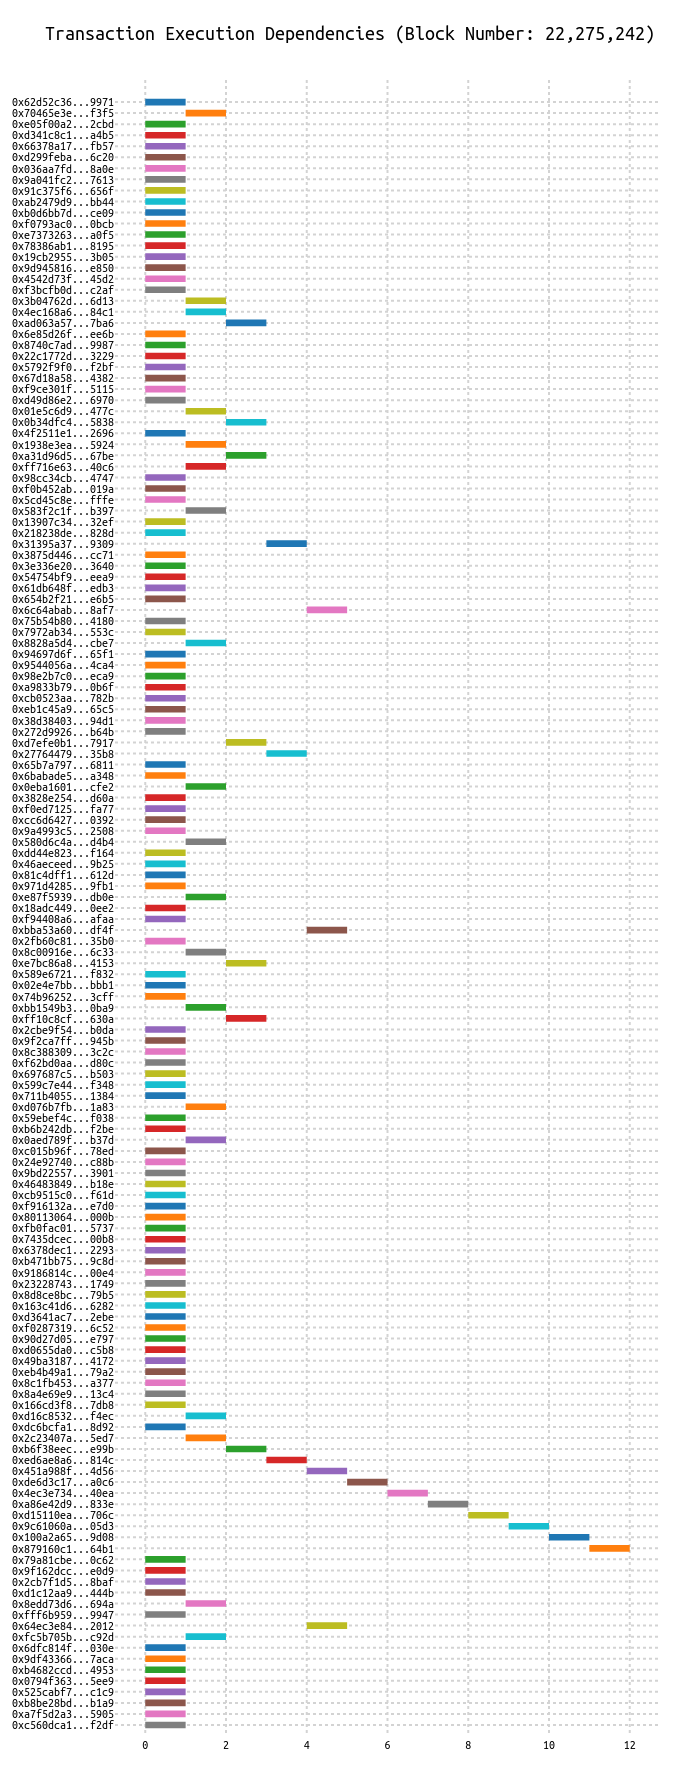 Transaction Execution Dependencies (Block Number: 22,275,242)
0x62d52c36...9971
0x70465e3e...f3f5
0xe05f00a2...2cbd
0xd341c8c1...a4b5
0x66378a17...fb57
0xd299feba...6c20
0x036aa7fd...8a0e
0x9a041fc2...7613
0x91c375f6...656f
0xab2479d9...bb44
0xb0d6bb7d...ce09
0xf0793ac0...0bcb
0xe7373263...a0f5
0x78386ab1...8195
0x19cb2955...3b05
0x9d945816...e850
0x4542d73f...45d2
0xf3bcfb0d...c2af
0x3b04762d...6d13
0x4ec168a6...84c1
0xad063a57...7ba6
0x6e85d26f...ee6b
0x8740c7ad...9987
0x22c1772d...3229
0x5792f9f0...f2bf
0x67d18a58...4382
0xf9ce301f...5115
0xd49d86e2...6970
0x01e5c6d9...477c
0x0b34dfc4...5838
0x4f2511e1...2696
0x1938e3ea...5924
0xa31d96d5...67be
0xff716e63...40c6
0x98cc34cb...4747
0xf0b452ab...019a
0x5cd45c8e...fffe
0x583f2c1f...b397
0x13907c34...32ef
0x218238de...828d
0x31395a37...9309
0x3875d446...cc71
0x3e336e20...3640
0x54754bf9...eea9
0x61db648f...edb3
0x654b2f21...e6b5
0x6c64abab...8af7
0x75b54b80...4180
0x7972ab34...553c
0x8828a5d4...cbe7
0x94697d6f...65f1
0x9544056a...4ca4
0x98e2b7c0...eca9
0xa9833b79...0b6f
0xcb0523aa...782b
0xeb1c45a9...65c5
0x38d38403...94d1
0x272d9926...b64b
0xd7efe0b1...7917
0x27764479...35b8
0x65b7a797...6811
0x6babade5...a348
0x0eba1601...cfe2
0x3828e254...d60a
0xf0ed7125...fa77
0xcc6d6427...0392
0x9a4993c5...2508
0x580d6c4a...d4b4
0xdd44e823...f164
0x46aeceed...9b25
0x81c4dff1...612d
0x971d4285...9fb1
0xe87f5939...db0e
0x18adc449...0ee2
0xf94408a6...afaa
0xbba53a60...df4f
0x2fb60c81...35b0
0x8c00916e...6c33
0xe7bc86a8...4153
0x589e6721...f832
0x02e4e7bb...bbb1
0x74b96252...3cff
0xbb1549b3...0ba9
0xff10c8cf...630a
0x2cbe9f54...b0da
0x9f2ca7ff...945b
0x8c388309...3c2c
0xf62bd0aa...d80c
0x697687c5...b503
0x599c7e44...f348
0x711b4055...1384
0xd076b7fb...1a83
0x59ebef4c...f038
0xb6b242db...f2be
0x0aed789f...b37d
0xc015b96f...78ed
0x24e92740...c88b
0x9bd22557...3901
0x46483849...b18e
0xcb9515c0...f61d
0xf916132a...e7d0
0x80113064...000b
0xfb0fac01...5737
0x7435dcec...00b8
0x6378dec1...2293
0xb471bb75...9c8d
0x9186814c...00e4
0x23228743...1749
0x8d8ce8bc...79b5
0x163c41d6...6282
0xd3641ac7...2ebe
0xf0287319...6c52
0x90d27d05...e797
0xd0655da0...c5b8
0x49ba3187...4172
0xeb4b49a1...79a2
0x8c1fb453...a377
0x8a4e69e9...13c4
0x166cd3f8...7db8
0xd16c8532...f4ec
0xdc6bcfa1...8d92
0x2c23407a...5ed7
0xb6f38eec...e99b
0xed6ae8a6...814c
0x451a988f...4d56
0xde6d3c17...a0c6
0x4ec3e734...40ea
0xa86e42d9...833e
0xd15110ea...706c
0x9c61060a...05d3
0x100a2a65...9d08
0x879160c1...64b1
0x79a81cbe...0c62
0x9f162dcc...e0d9
0x2cb7f1d5...8baf
0xd1c12aa9...444b
0x8edd73d6...694a
0xfff6b959...9947
0x64ec3e84...2012
0xfc5b705b...c92d
0x6dfc814f...030e
0x9df43366...7aca
0xb4682ccd...4953
0x0794f363...5ee9
0x525cabf7...c1c9
0xb8be28bd...b1a9
0xa7f5d2a3...5905
0xc560dca1...f2df
0 2 4 6 8 10 12